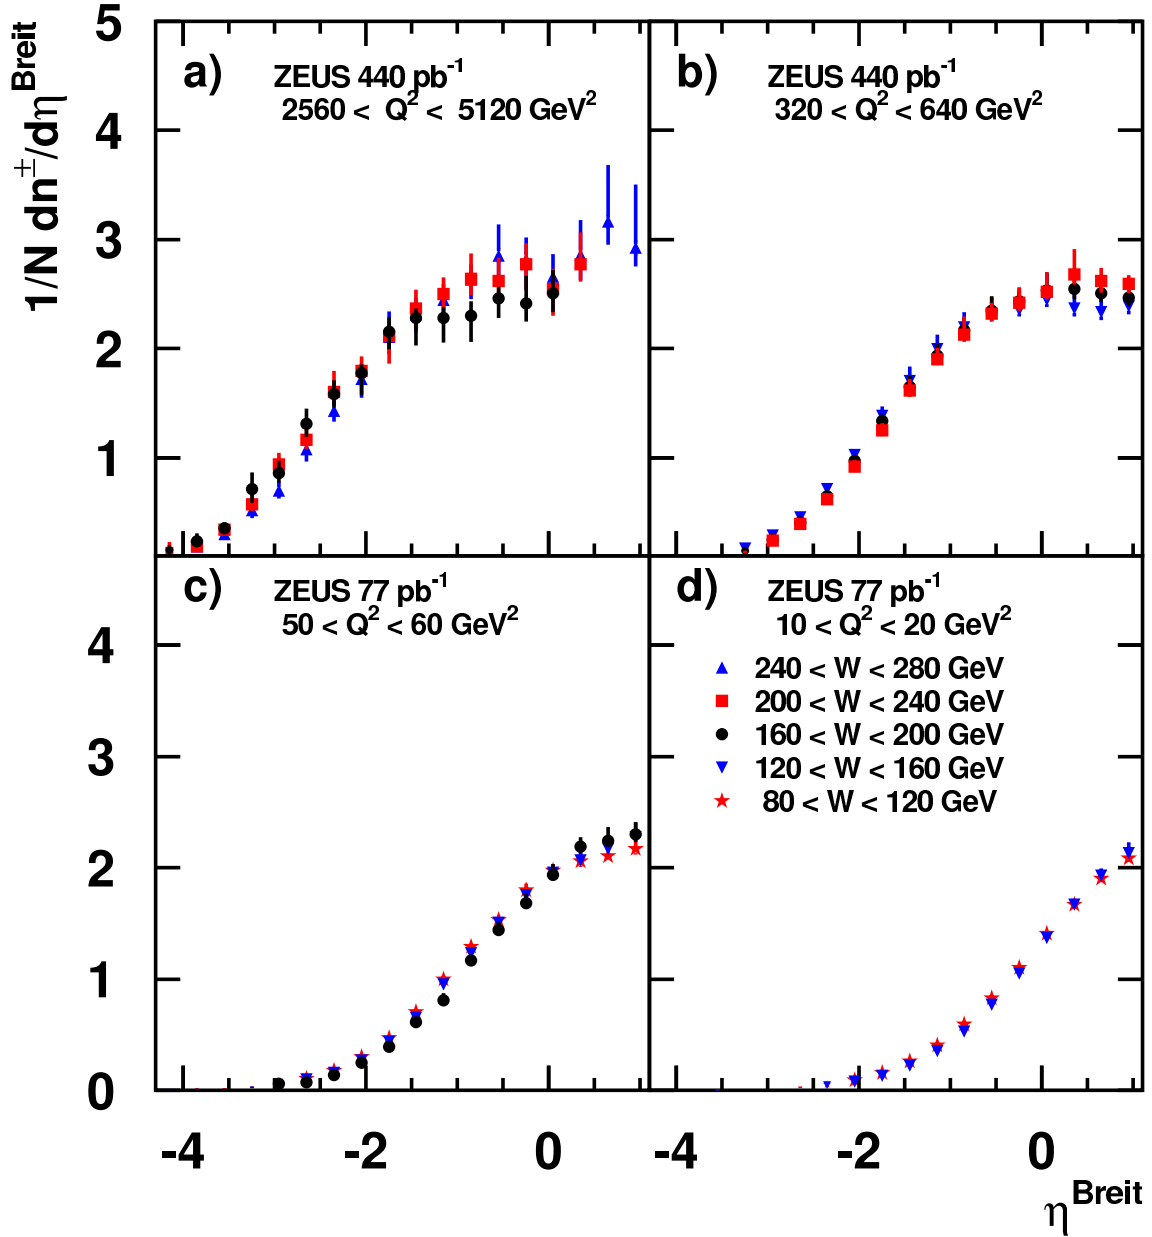 1/N dn±/dη^Breit
5
4
3
2
1
a)
ZEUS 440 pb⁻¹
2560 < Q² < 5120 GeV²
b)
ZEUS 440 pb⁻¹
320 < Q² < 640 GeV²
4
3
2
1
0
c)
ZEUS 77 pb⁻¹
50 < Q² < 60 GeV²
d)
ZEUS 77 pb⁻¹
10 < Q² < 20 GeV²
240 < W < 280 GeV
200 < W < 240 GeV
160 < W < 200 GeV
120 < W < 160 GeV
80 < W < 120 GeV
-4 -2 0
-4 -2 0
η^Breit